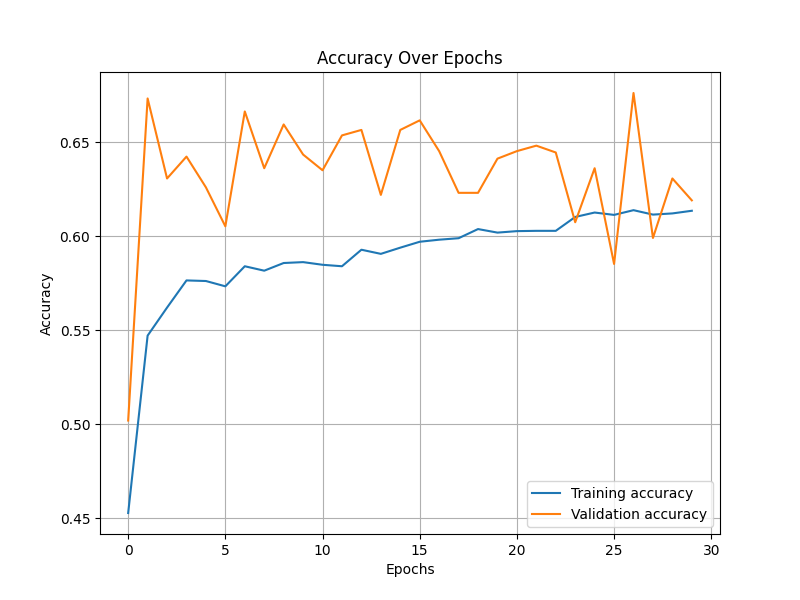 Accuracy Over Epochs
0.65
0.60
0.55
0.50
0.45
Accuracy
Training accuracy
Validation accuracy
0 5 10 15 20 25 30
Epochs